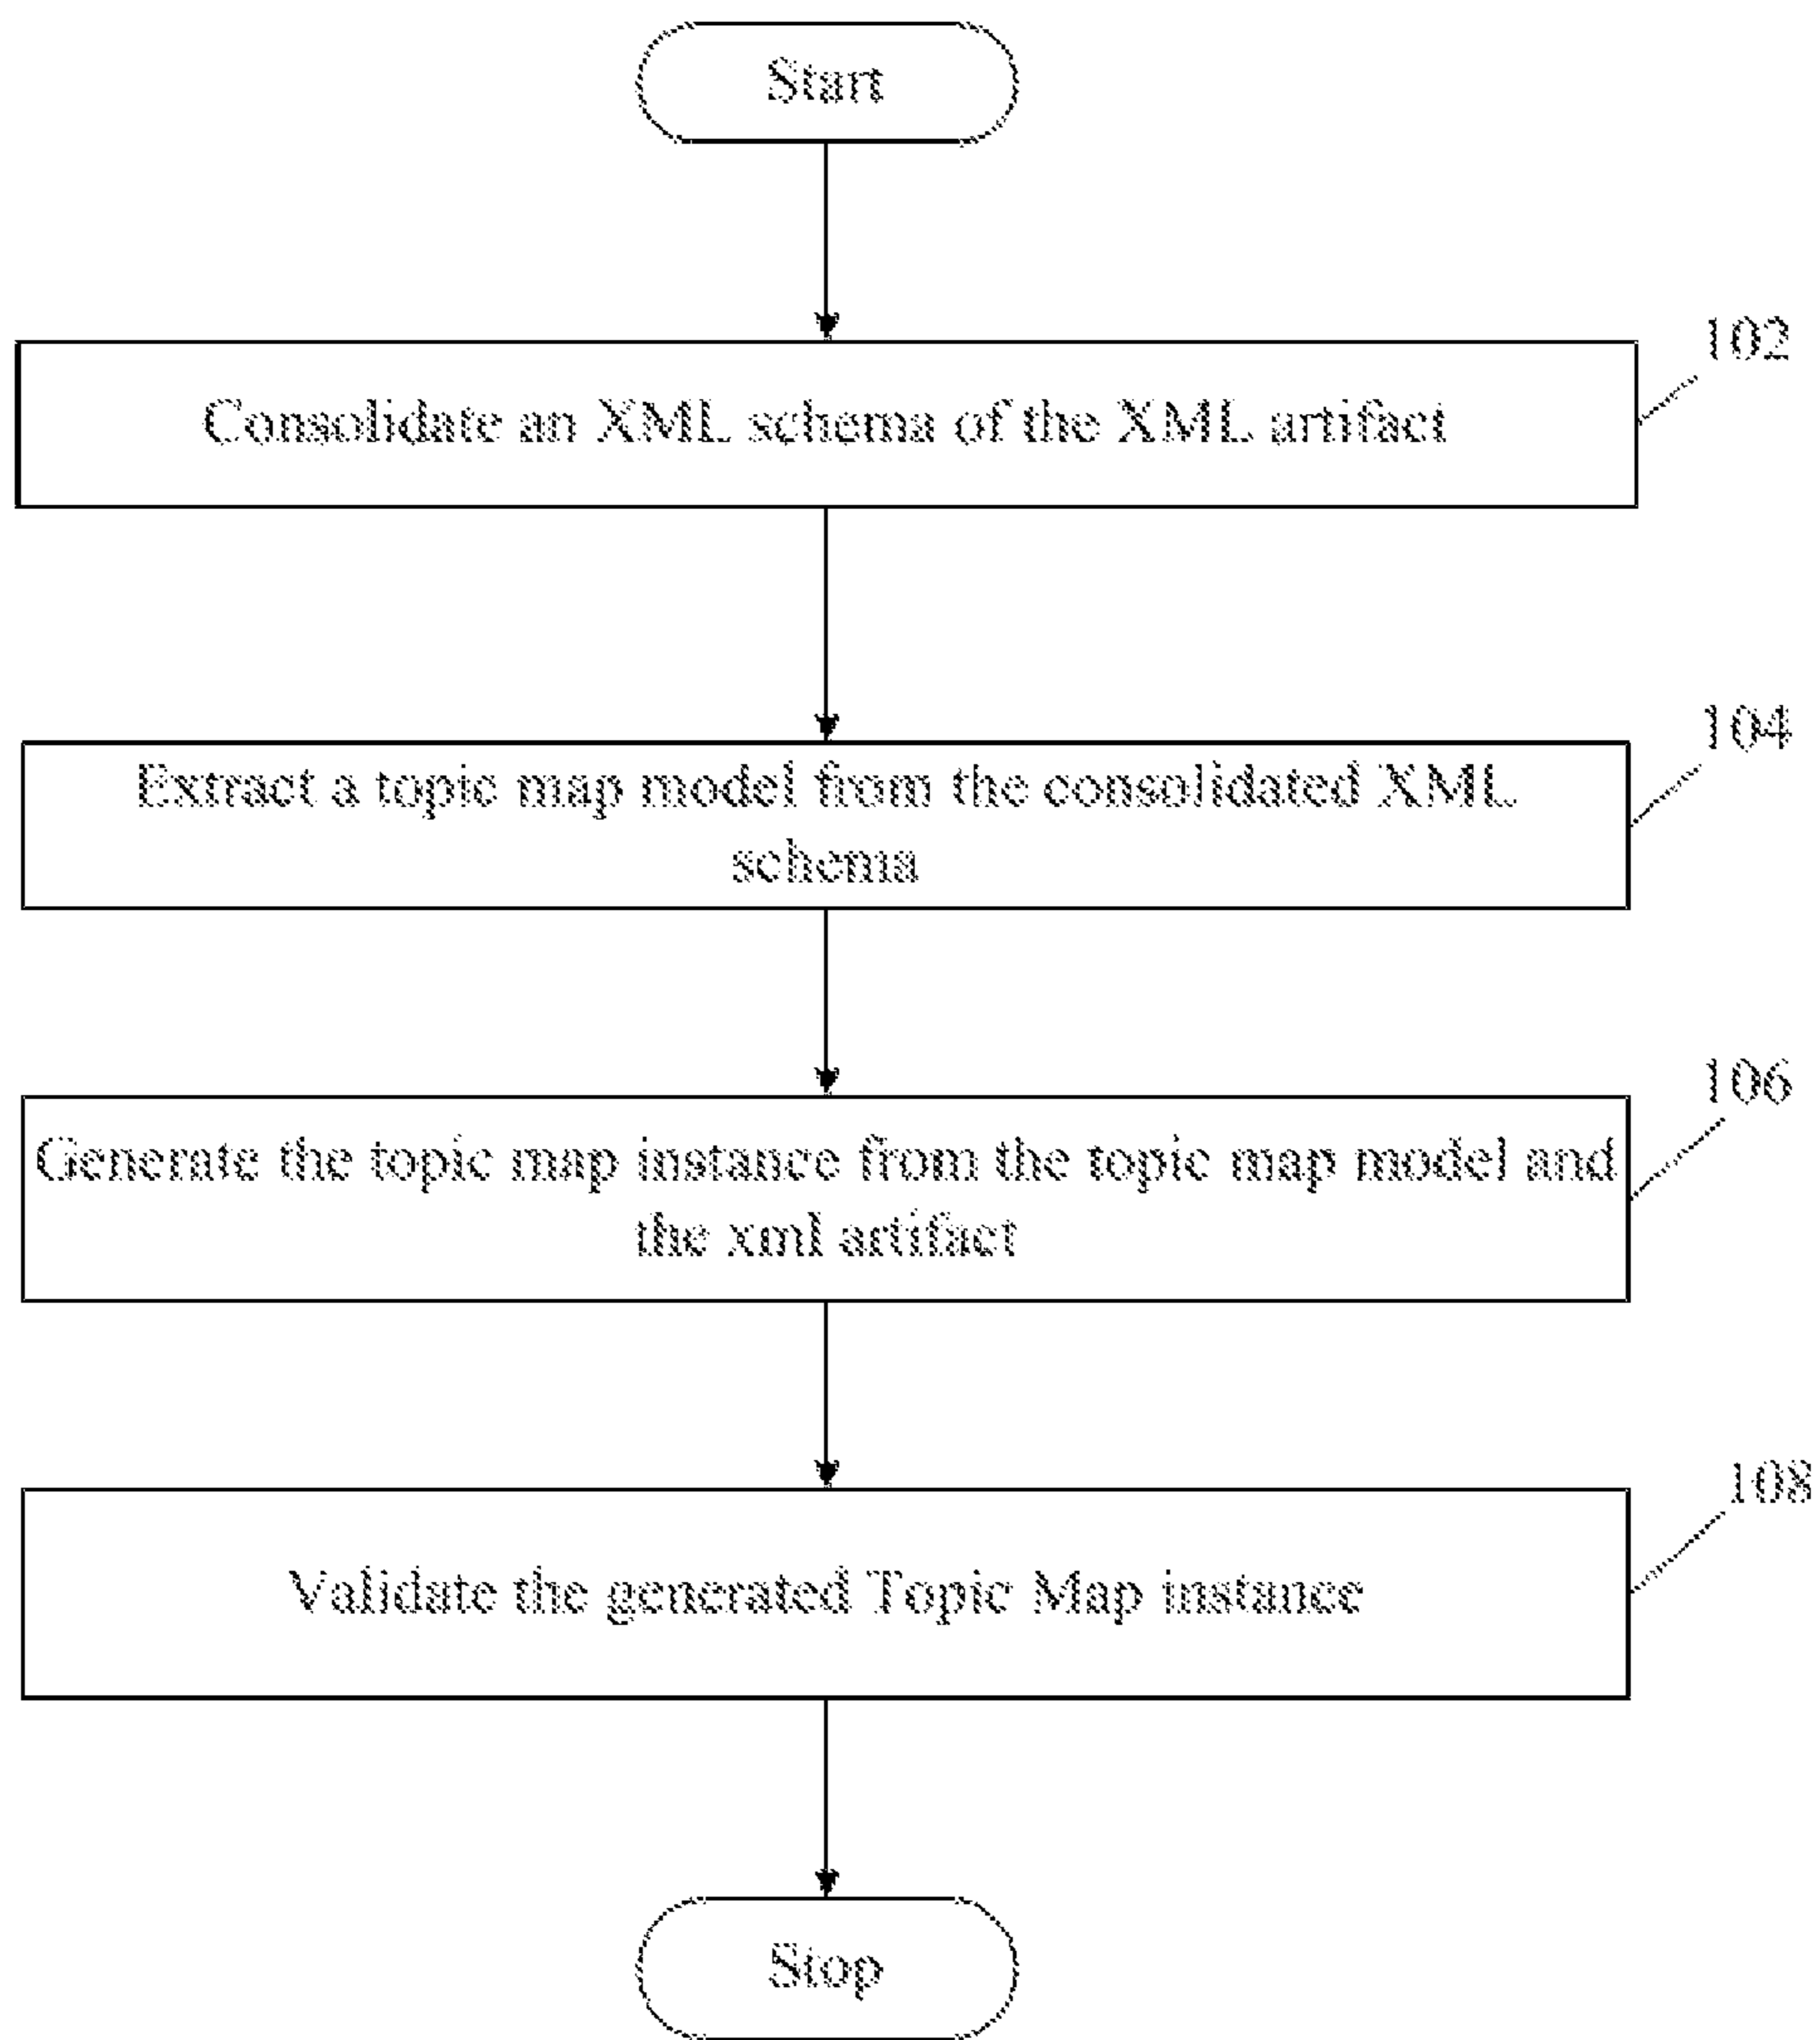 Start
102
Consolidate an XML schema of the XML artifact
104
Extract a topic map model from the consolidated XML
schema
106
Generate the topic map instance from the topic map model and
the xml artifact
108
Validate the generated Topic Map instance
Stop